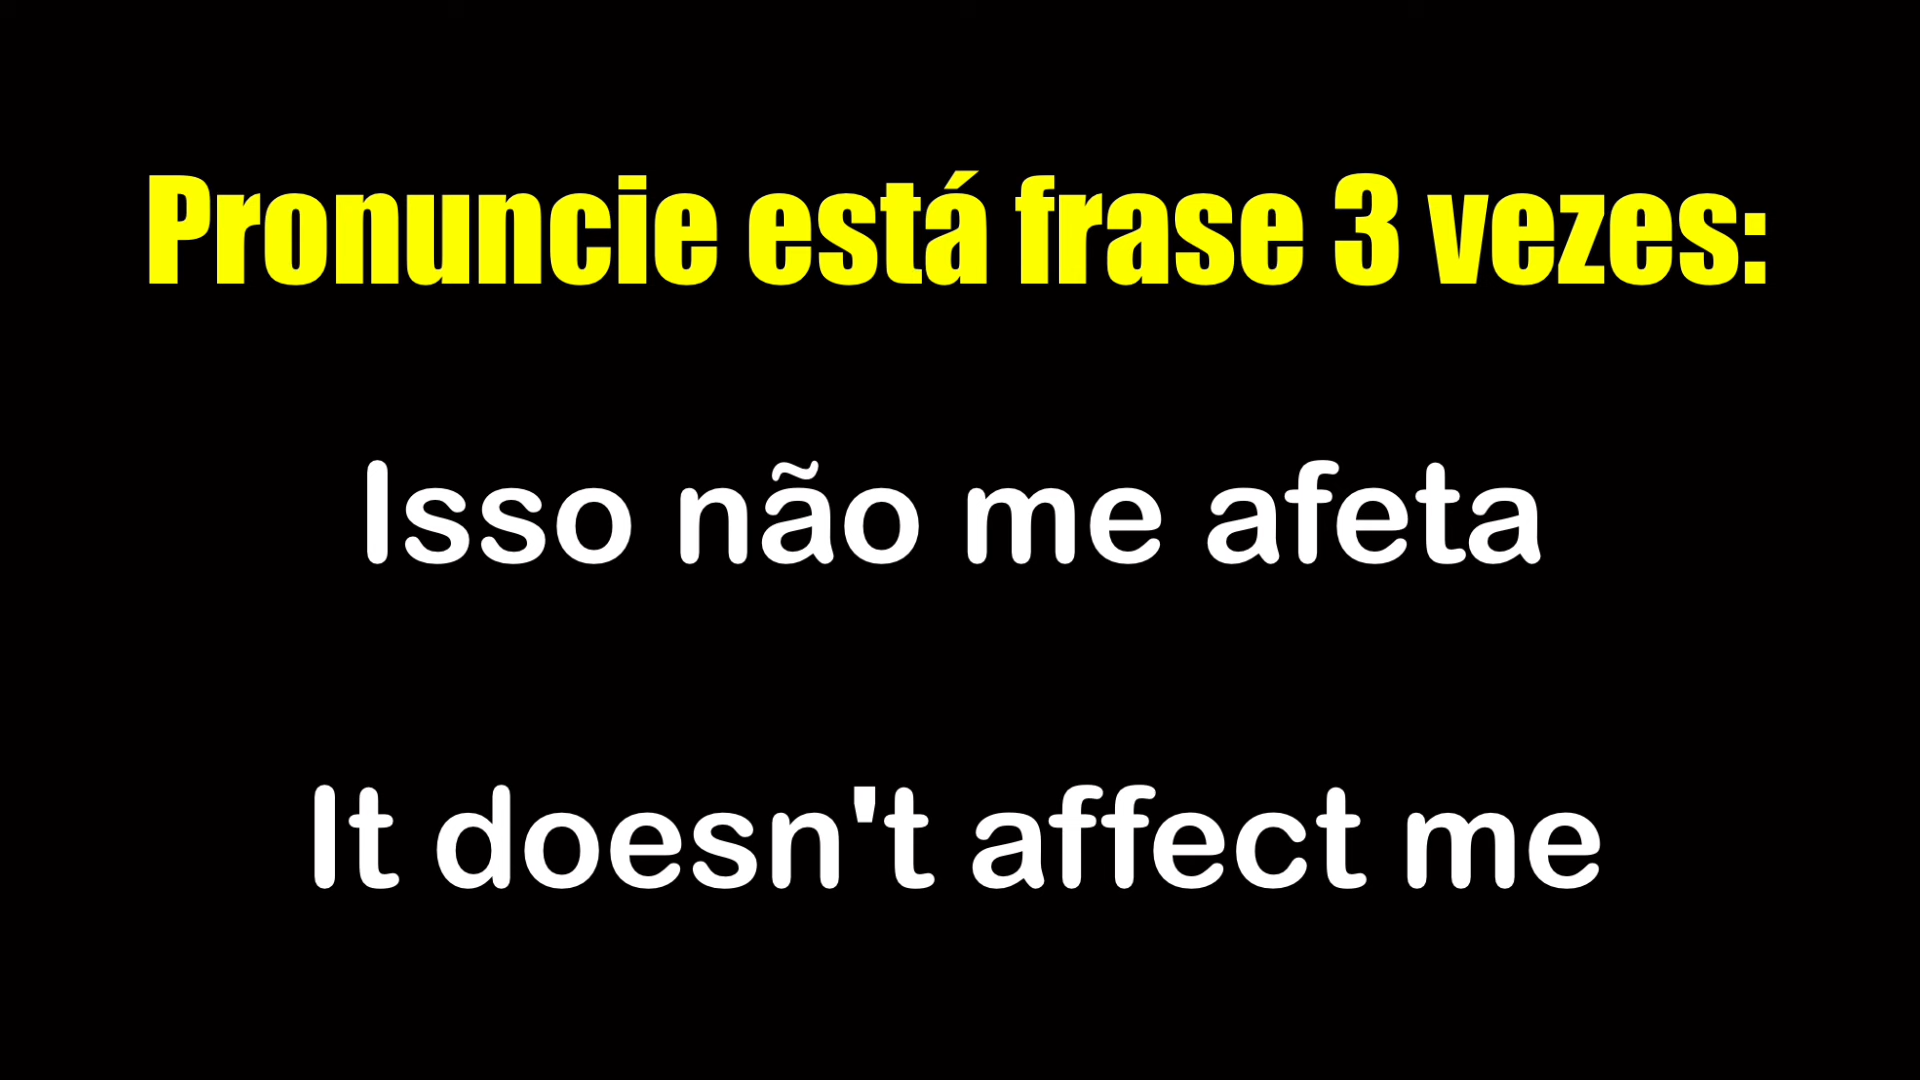 Pronuncie está frase 3 vezes:
Isso não me afeta
It doesn't affect me